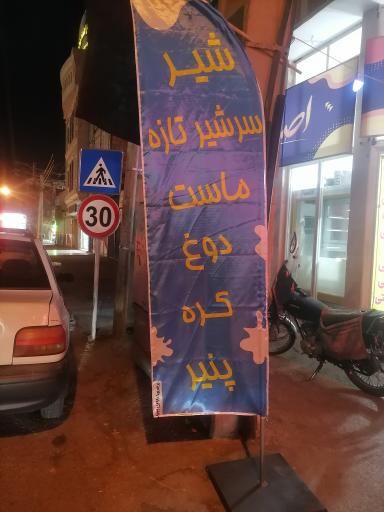 شیر
سرشیر تازه
ماست
دوغ
کره
پنیر
30